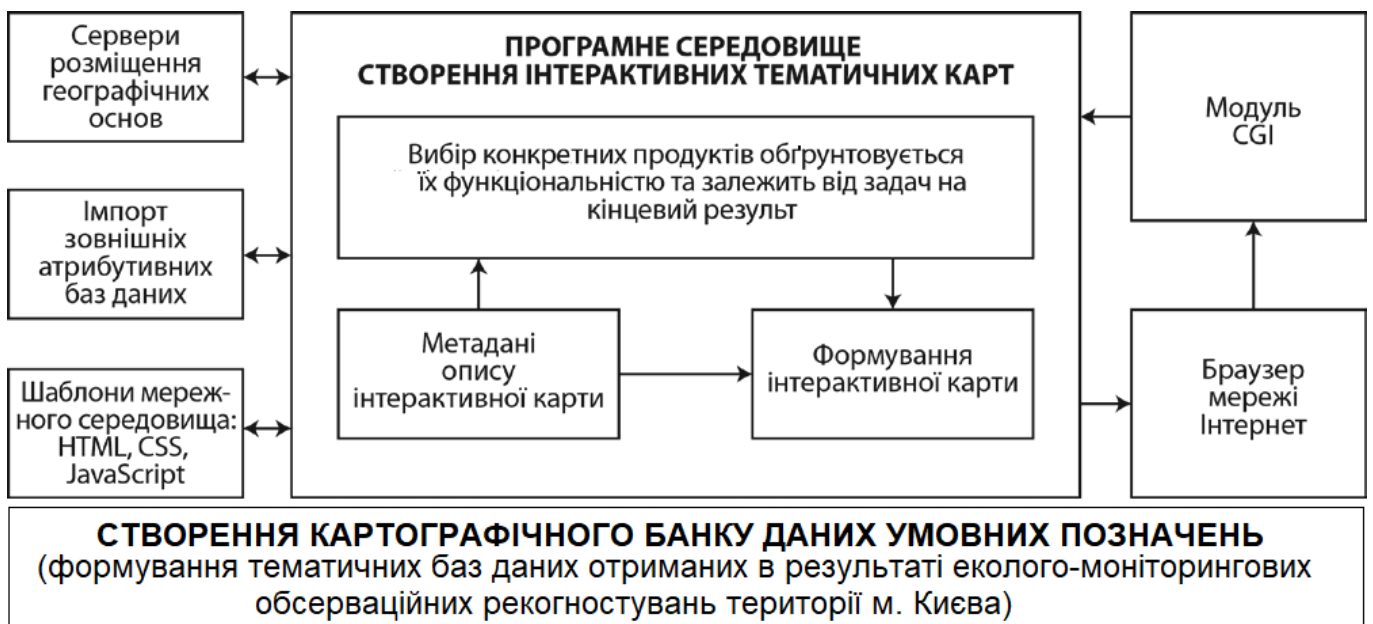 Сервери
розміщення
географічних
основ
Імпорт
зовнішніх
атрибутивних
баз даних
Шаблони мереж-
ного середовища:
HTML, CSS,
JavaScript
ПРОГРАМНЕ СЕРЕДОВИЩЕ
СТВОРЕННЯ ІНТЕРАКТИВНИХ ТЕМАТИЧНИХ КАРТ
Вибір конкретних продуктів обґрунтовується
їх функціональністю та залежить від задач на
кінцевий результ
Метадані
опису
інтерактивної карти
Формування
інтерактивної карти
Модуль
CGI
Браузер
мережі
Інтернет
СТВОРЕННЯ КАРТОГРАФІЧНОГО БАНКУ ДАНИХ УМОВНИХ ПОЗНАЧЕНЬ
(формування тематичних баз даних отриманих в результаті еколого-моніторингових
обсерваційних рекогностувань території м. Києва)